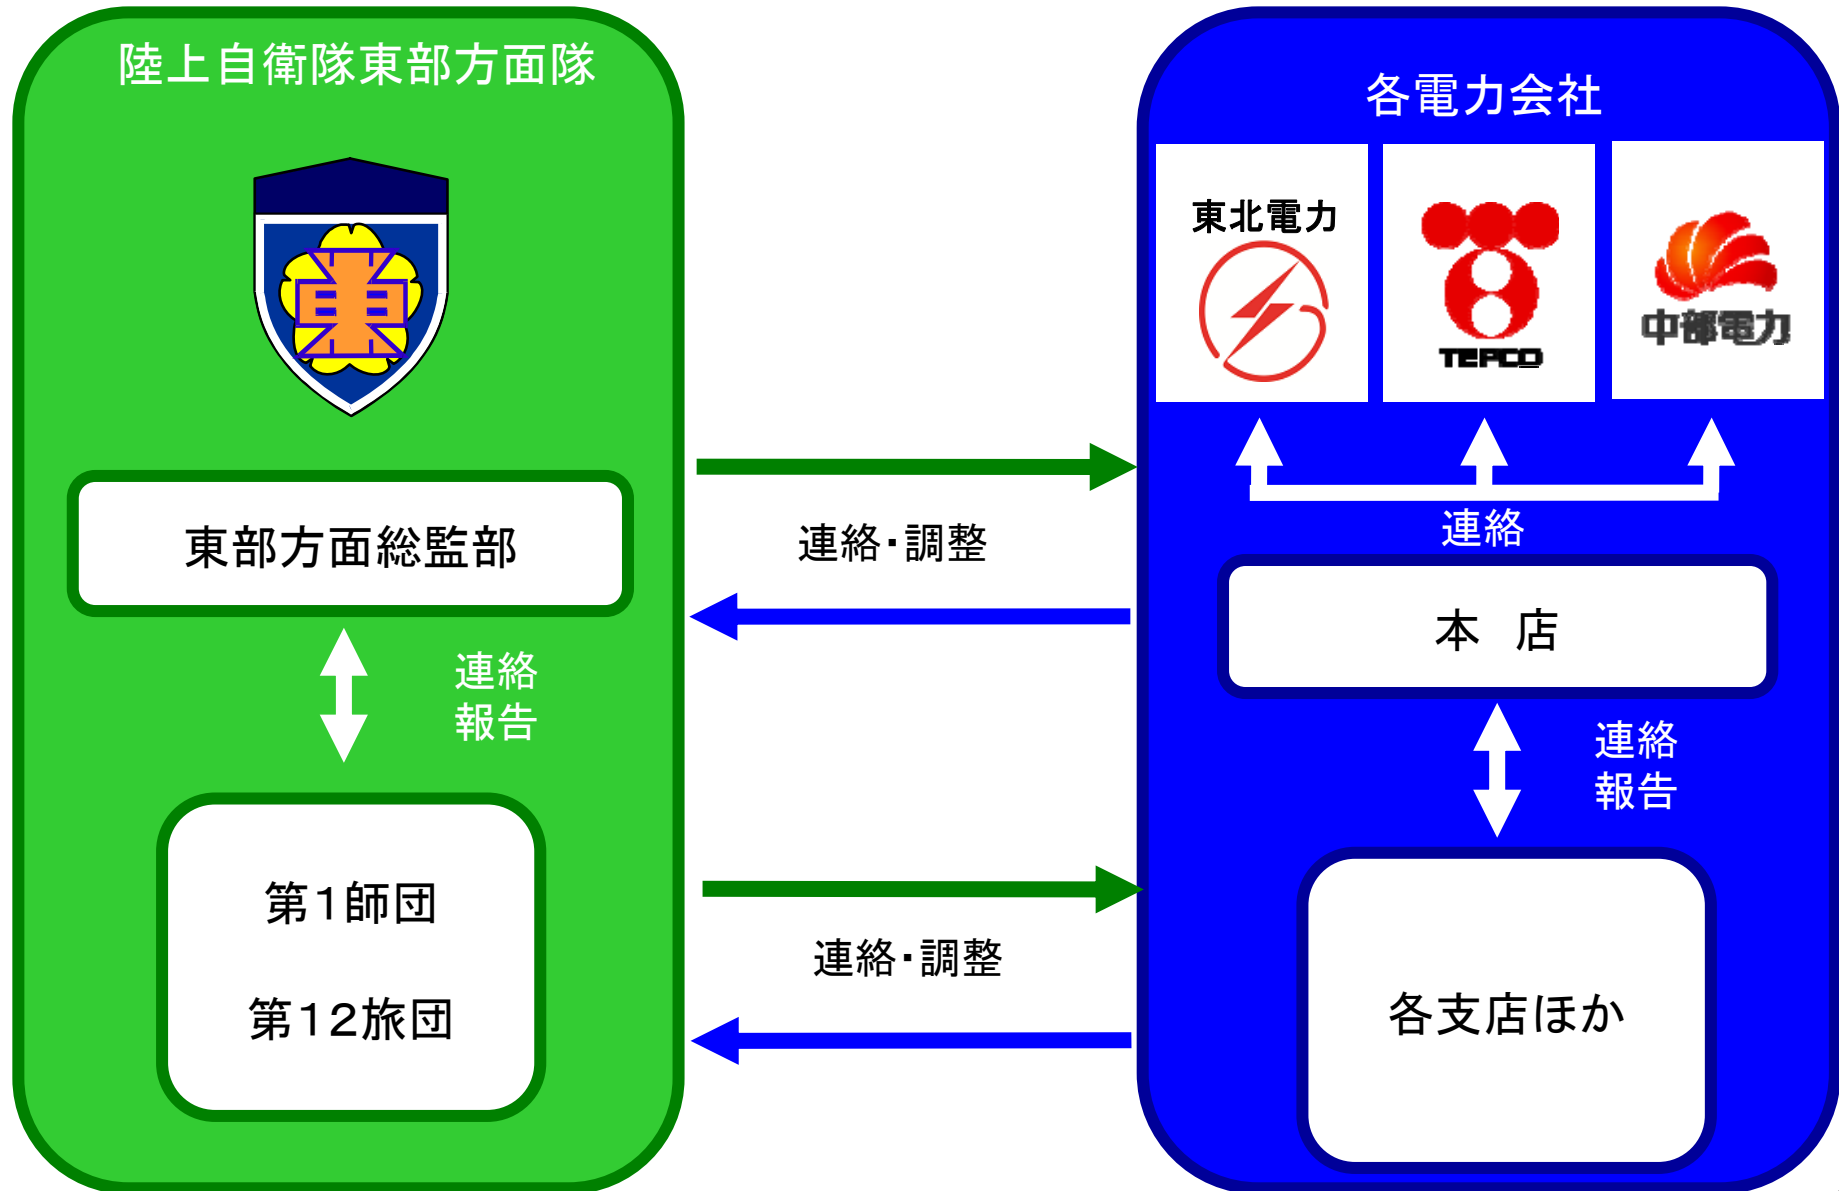 陸上自衛隊東部方面隊
東
東部方面総監部
連絡
報告
第１師団
第１２旅団
連絡・調整
連絡・調整
各電力会社
東北電力
TEPCO
中部電力
連絡
本　店
連絡
報告
各支店ほか